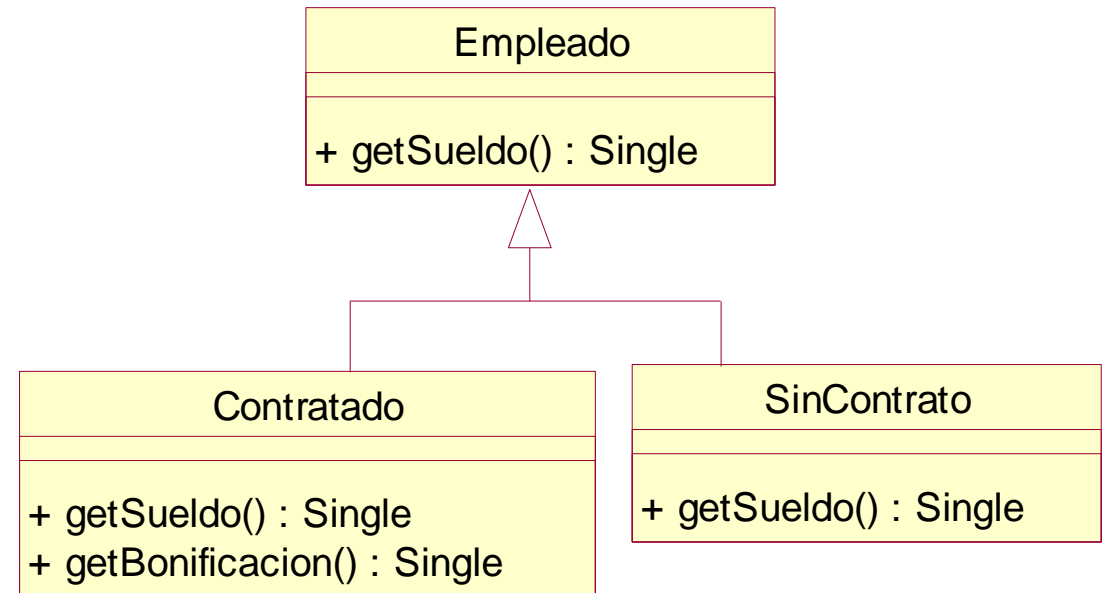 Empleado
+ getSueldo() : Single
Contratado
+ getSueldo() : Single
+ getBonificacion() : Single
SinContrato
+ getSueldo() : Single